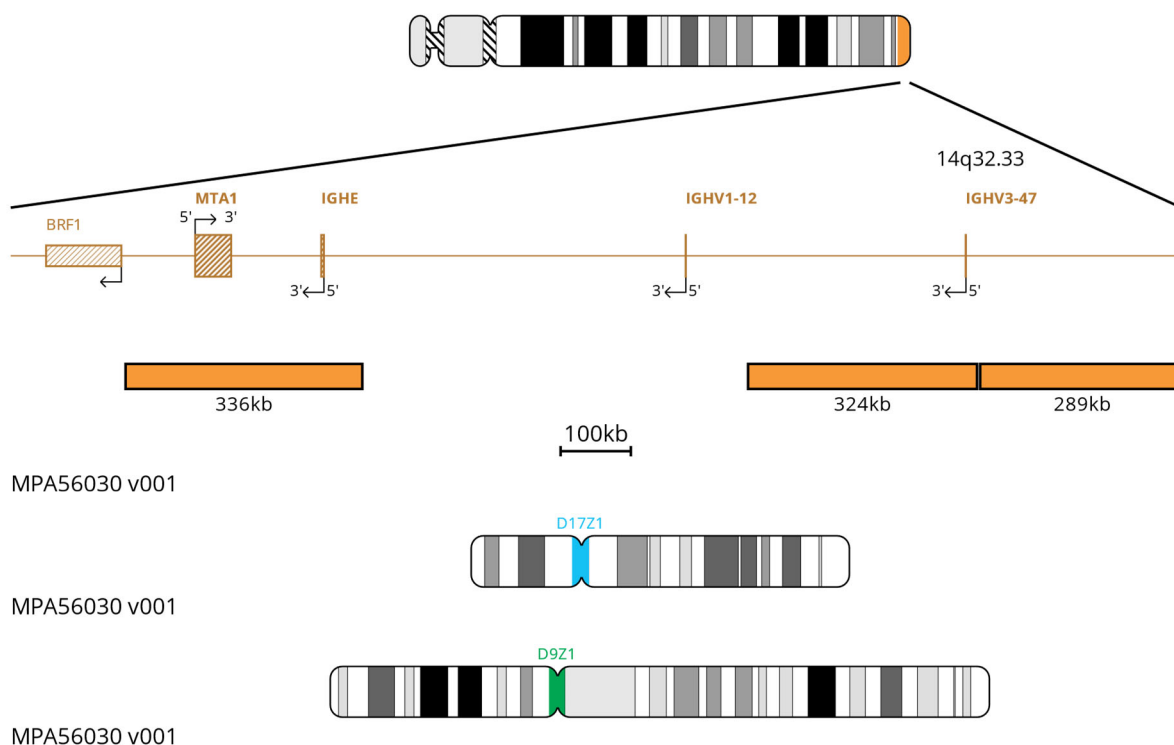 14q32.33
MTA1 IGHE IGHV1-12 IGHV3-47
BRF1 5' 3'
3' 5' 3' 5' 3' 5'
336kb 324kb 289kb
100kb
MPA56030 v001
D17Z1
MPA56030 v001
D9Z1
MPA56030 v001